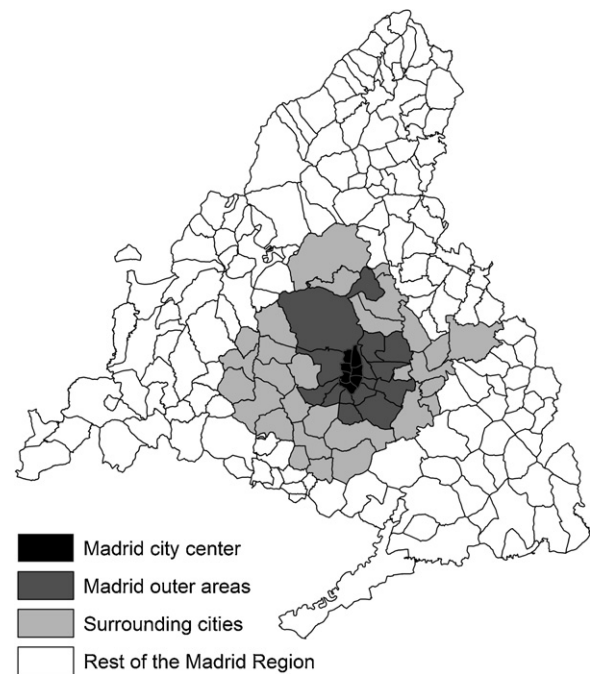 Madrid city center
Madrid outer areas
Surrounding cities
Rest of the Madrid Region